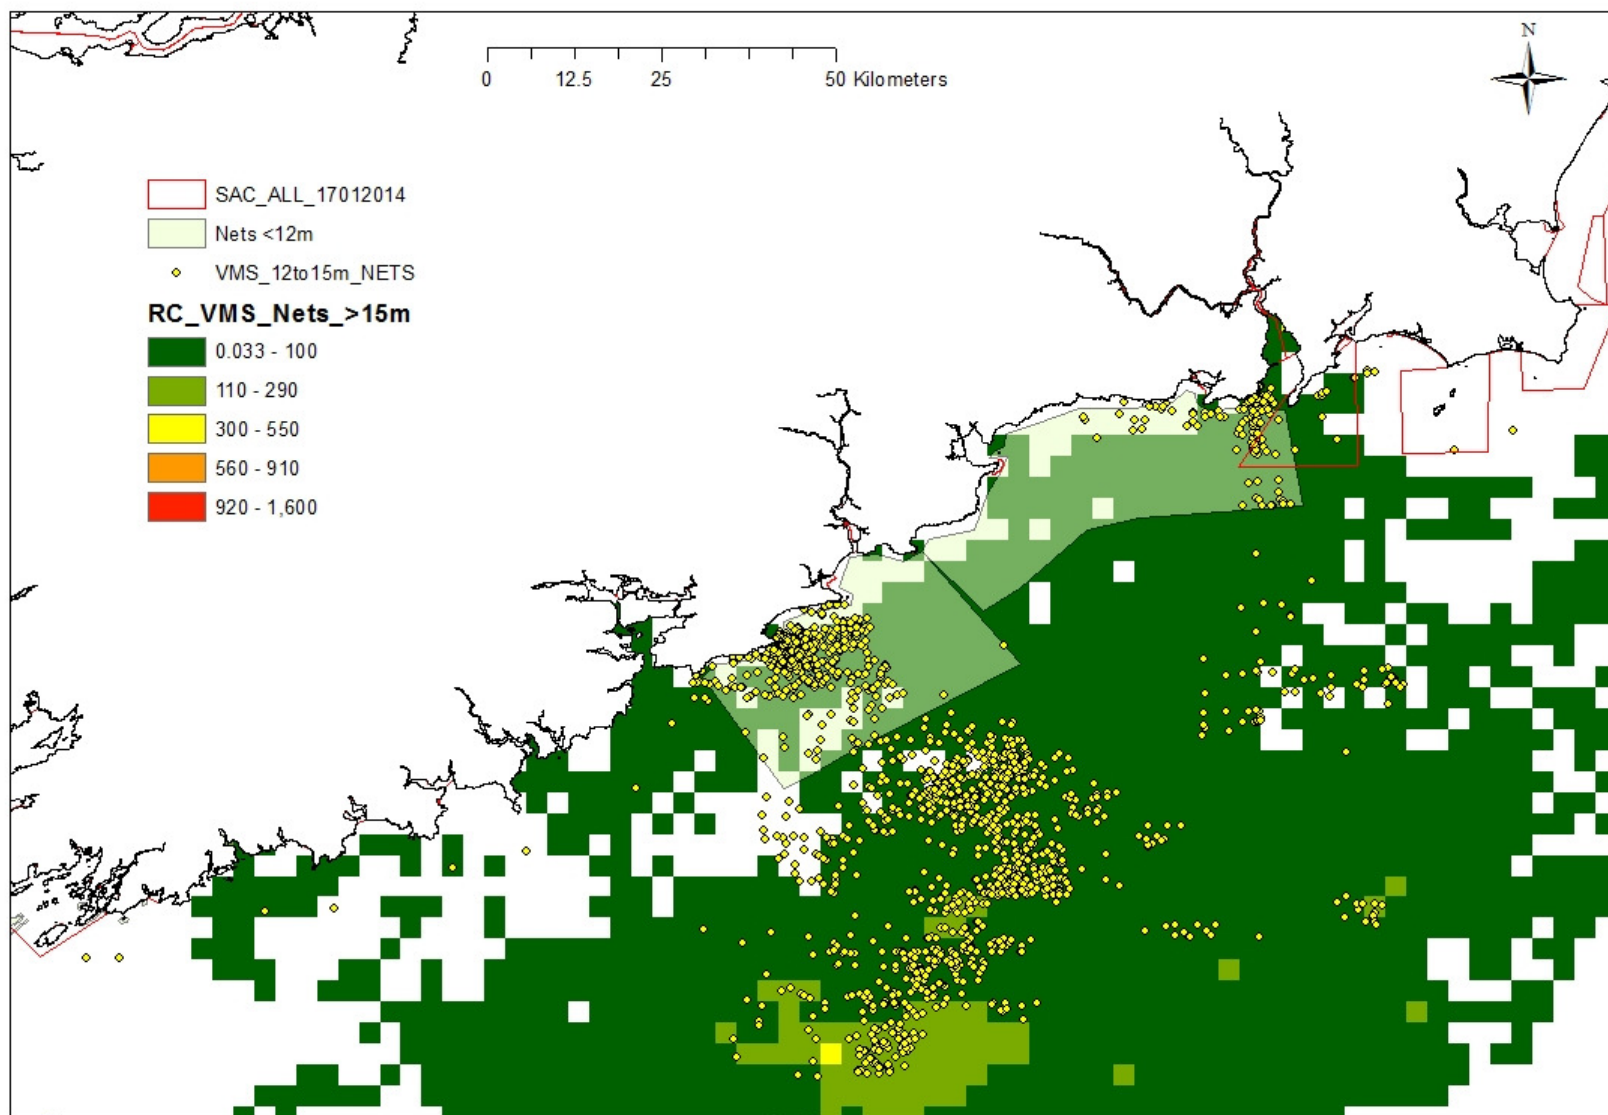 N
0 12.5 25 50 Kilometers
SAC_ALL_17012014
Nets <12m
VMS_12to15m_NETS
RC_VMS_Nets_>15m
0.033 - 100
110 - 290
300 - 550
560 - 910
920 - 1,600